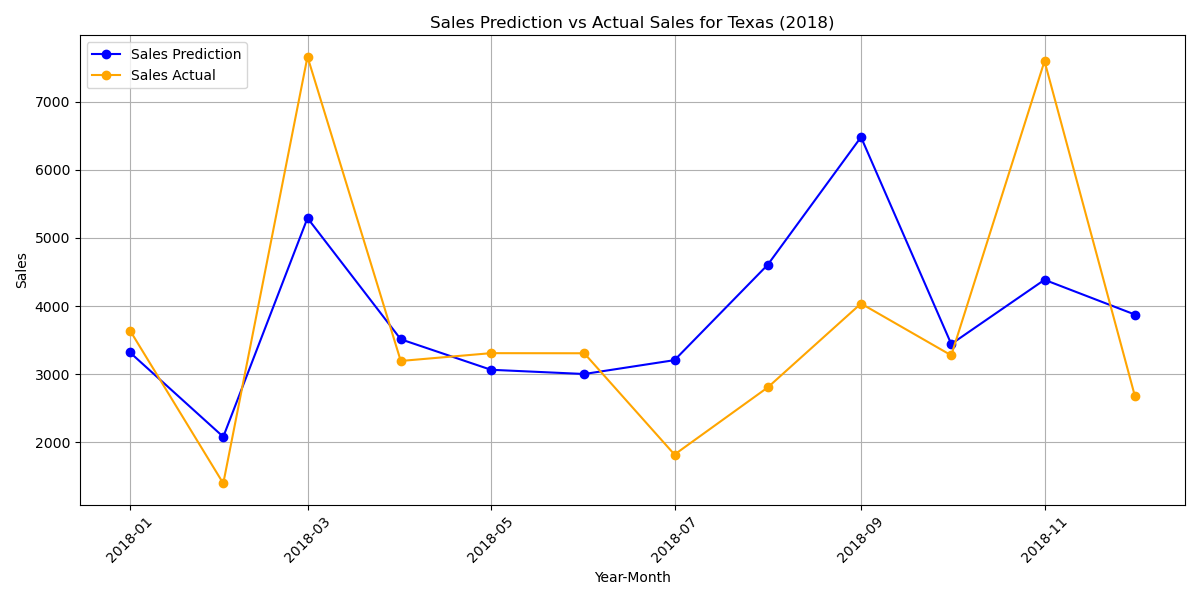 Sales Prediction vs Actual Sales for Texas (2018)
Sales Prediction
Sales Actual
7000
6000
5000
4000
3000
2000
Sales
2018-01
2018-03
2018-05
2018-07
2018-09
2018-11
Year-Month